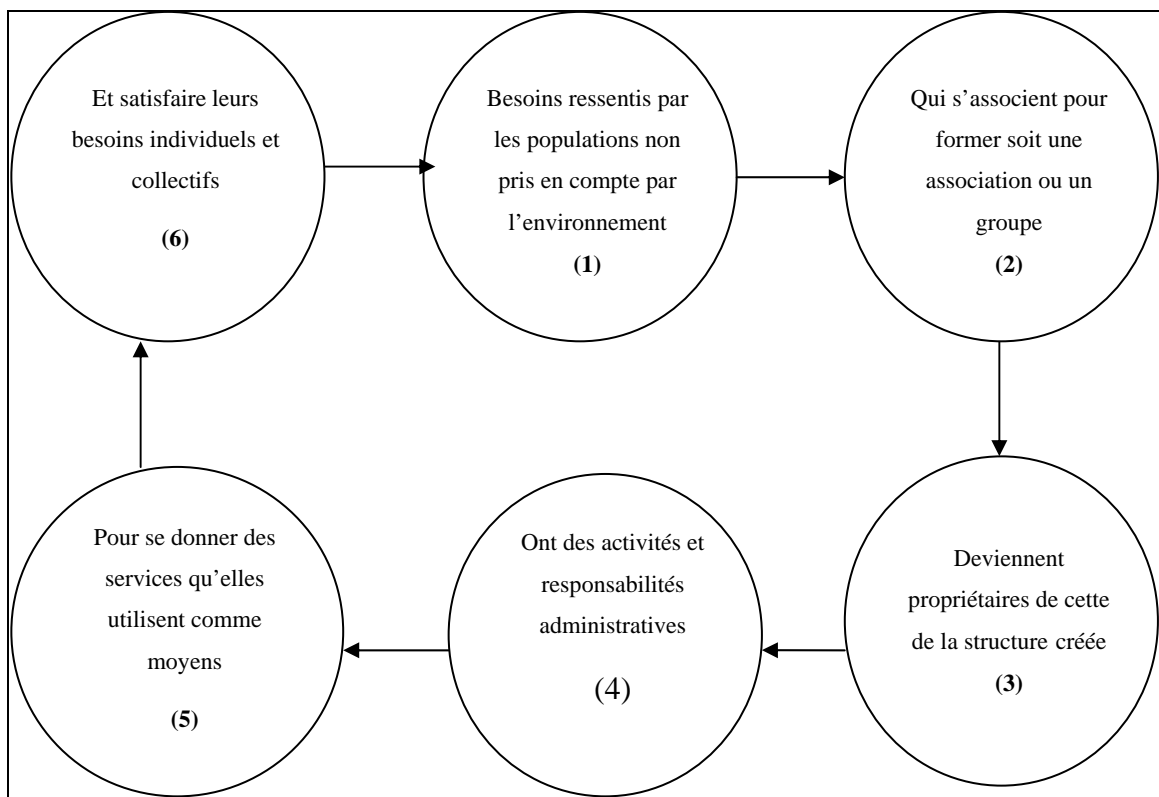 Et satisfaire leurs
besoins individuels et
collectifs
(6)
Besoins ressentis par
les populations non
pris en compte par
l’environnement
(1)
Qui s’associent pour
former soit une
association ou un
groupe
(2)
Pour se donner des
services qu’elles
utilisent comme
moyens
(5)
Ont des activités et
responsabilités
administratives
(4)
Deviennent
propriétaires de cette
de la structure créée
(3)